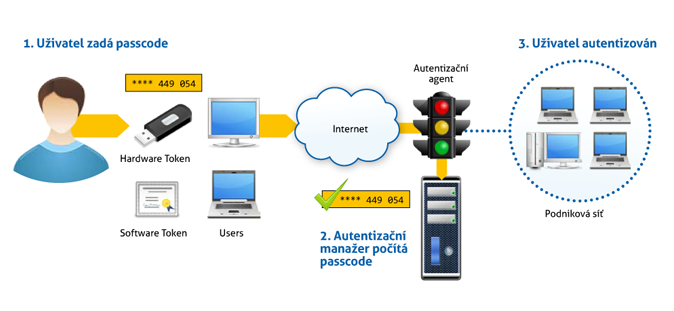 1. Uživatel zadá passcode
**** 449 054
Hardware Token
Software Token
Users
Internet
Autentizační
agent
**** 449 054
2. Autentizační
manažer počítá
passcode
3. Uživatel autentizován
Podniková síť